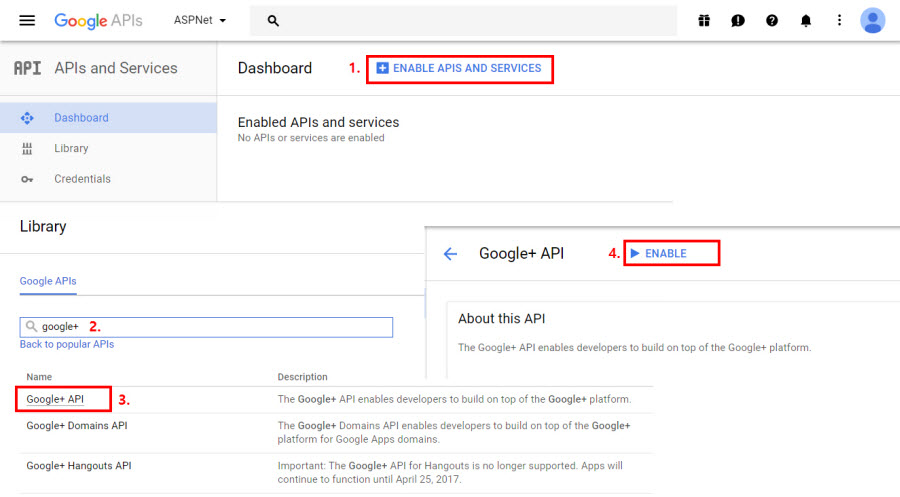 Google APIs
ASPNet
API APIs and Services
Dashboard
1. ENABLE APIS AND SERVICES
Dashboard
Library
Credentials
Enabled APIs and services
No APIs or services are enabled
Library
Google APIs
google+ 2.
Back to popular APIs
Name Description
Google+ API 3. The Google+ API enables developers to build on top of the Google+ platform.
Google+ Domains API The Google+ Domains API enables developers to build on top of the Google+
platform for Google Apps domains.
Google+ Hangouts API Important: The Google+ API for Hangouts is no longer supported. Apps will
continue to function until April 25, 2017.
Google+ API 4. ENABLE
About this API
The Google+ API enables developers to build on top of the Google+ platform.